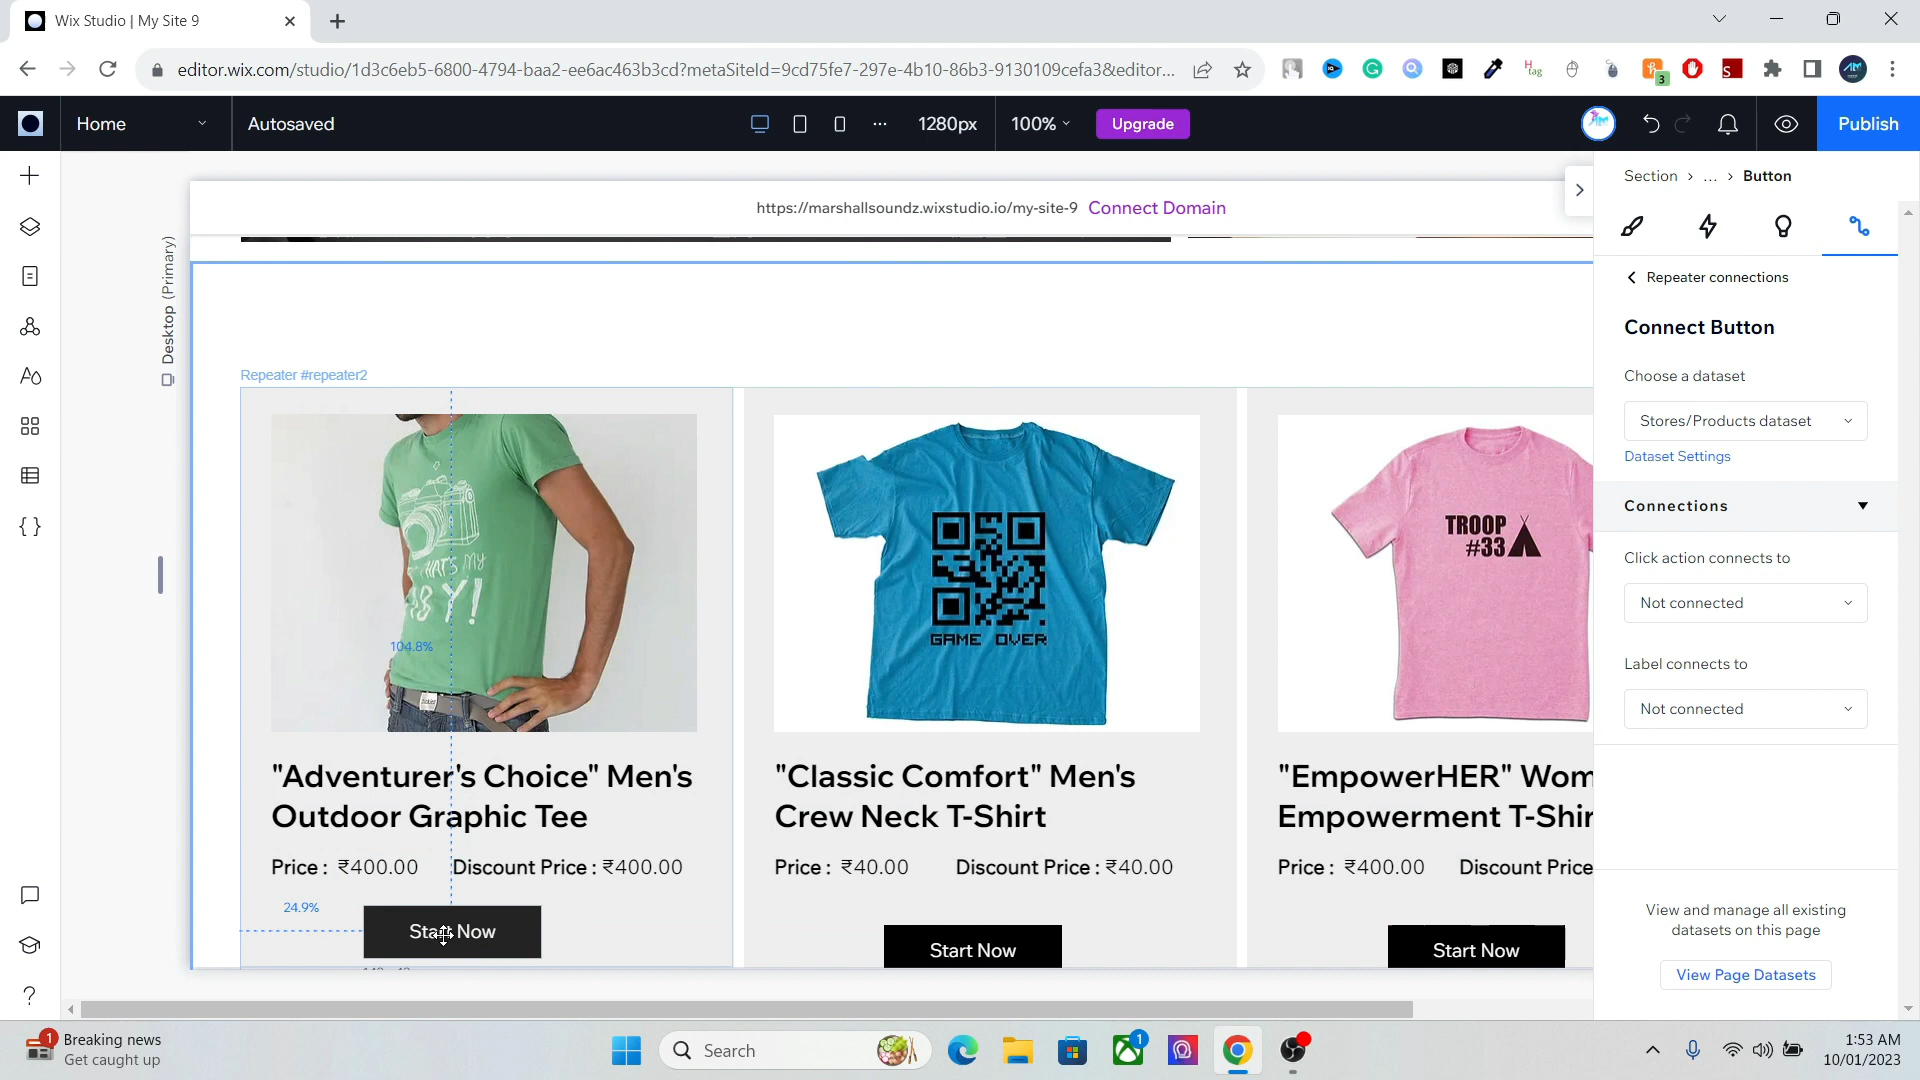 Wix Studio | My Site 9
editor.wix.com/studio/1d3c6eb5-6800-4794-baa2-ee6ac463b3cd?metaSiteId=9cd75fe7-297e-4b10-86b3-9130109cefa3&editor...
H
tag
S
3
Home
Autosaved
1280px
100%
Upgrade
Publish
https://marshallsoundz.wixstudio.io/my-site-9 Connect Domain
Section > ... > Button
Desktop (Primary)
Repeater connections
Connect Button
Choose a dataset
Stores/Products dataset
Dataset Settings
Connections
Click action connects to
Not connected
Label connects to
Not connected
View and manage all existing
datasets on this page
View Page Datasets
Repeater #repeater2
GAME OVER
TROOP
#33
104.8%
"Adventurer's Choice" Men's
Outdoor Graphic Tee
Price : ₹400.00 Discount Price : ₹400.00
24.9%
Start Now
"Classic Comfort" Men's
Crew Neck T-Shirt
Price : ₹40.00 Discount Price : ₹40.00
Start Now
"EmpowerHER" Wom
Empowerment T-Shir
Price : ₹400.00 Discount Price
Start Now
1
Breaking news
Get caught up
Search
1
1:53 AM
10/01/2023